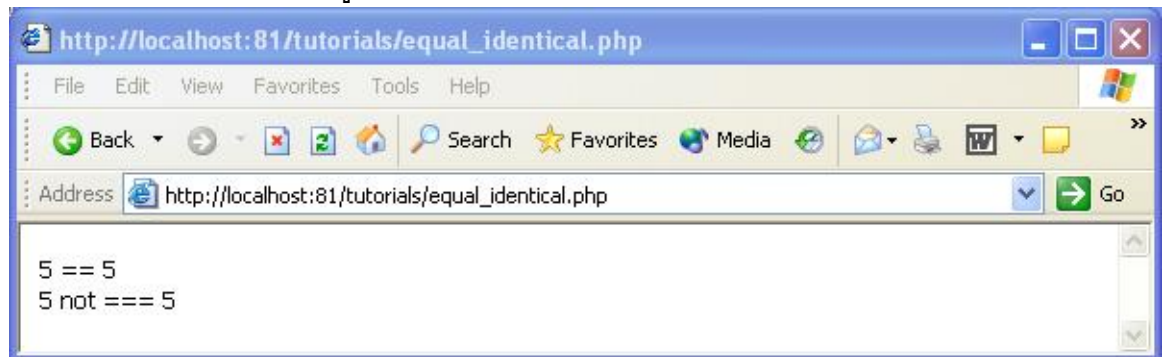 http://localhost:81/tutorials/equal_identical.php
File Edit View Favorites Tools Help
Back Search Favorites Media W »
Address http://localhost:81/tutorials/equal_identical.php Go
5 == 5
5 not === 5